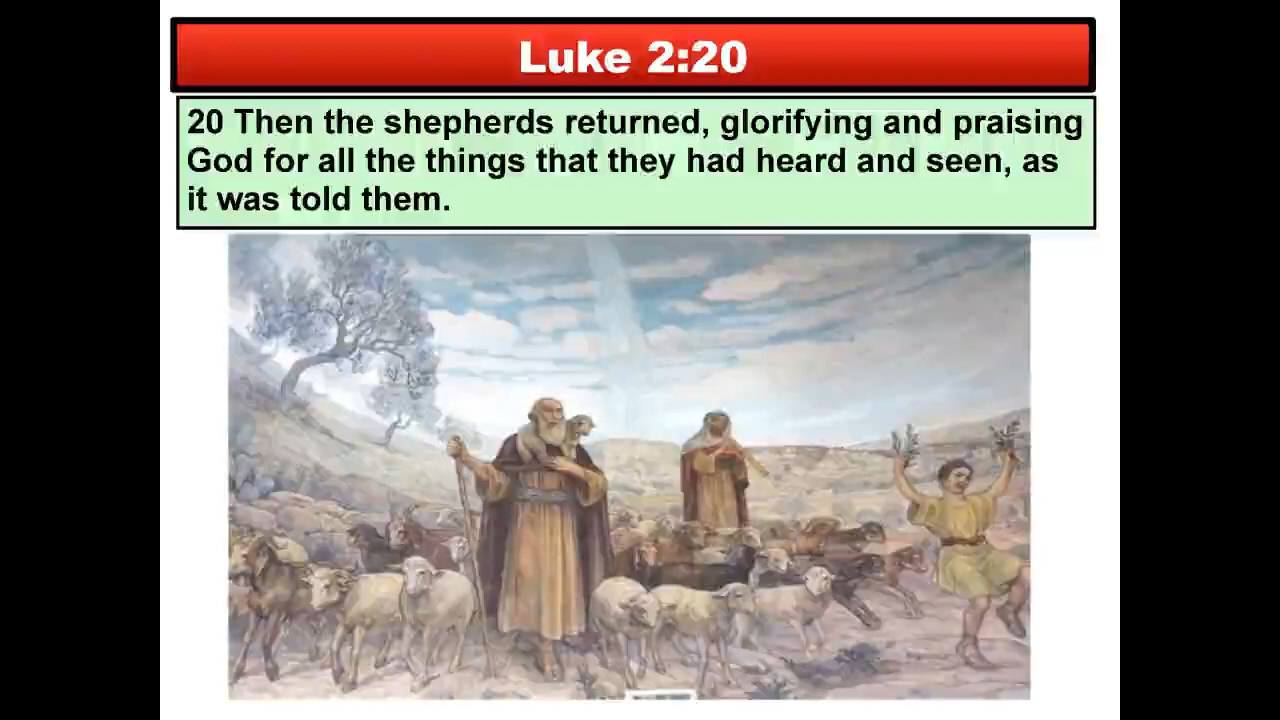 Luke 2:20
20 Then the shepherds returned, glorifying and praising
God for all the things that they had heard and seen, as
it was told them.